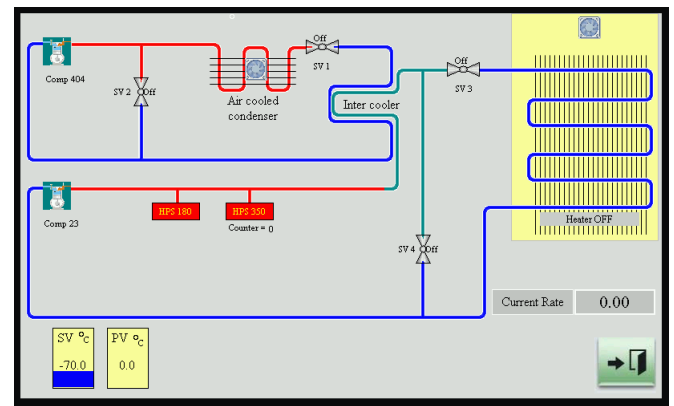 Off
Comp 404
SV 1
SV 2
Off
Air cooled
condenser
Inter cooler
Off
SV 3
Comp 23
HPS 180
HPS 350
Counter = 0
SV 4
Off
Heater OFF
Current Rate
0.00
SV °C
-70.0
PV °C
0.0